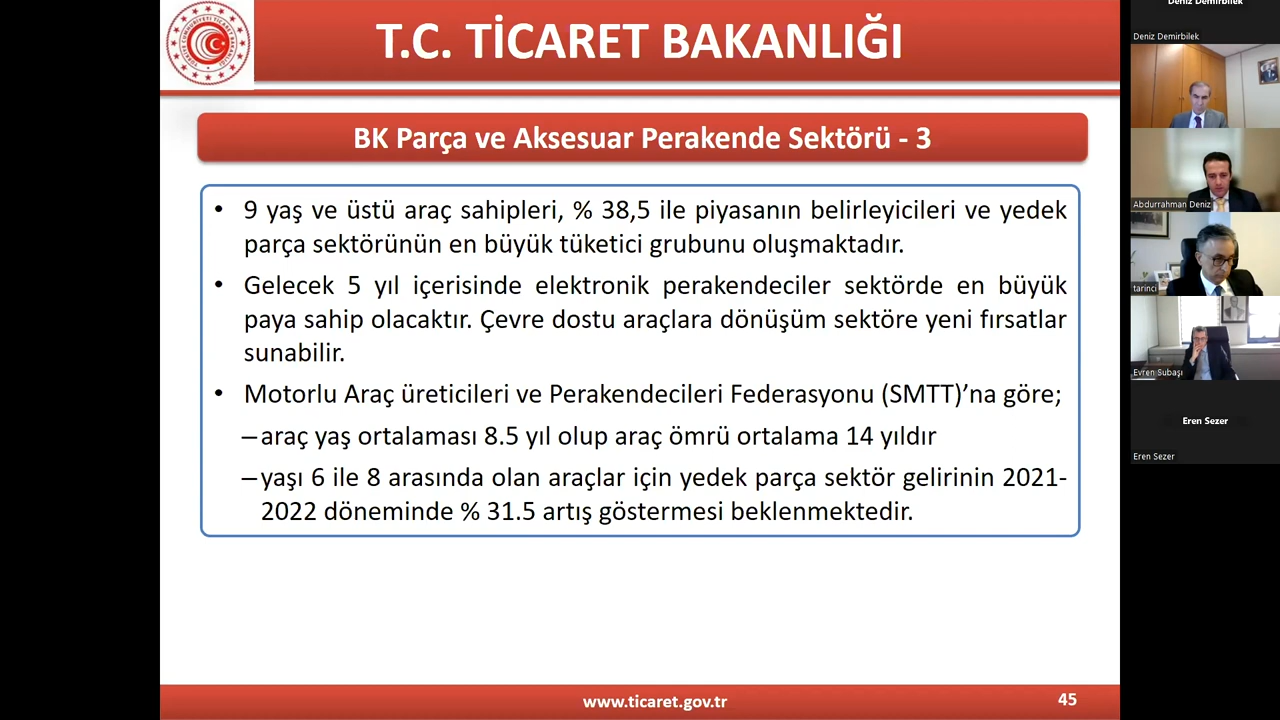 T.C. TİCARET BAKANLIĞI
BK Parça ve Aksesuar Perakende Sektörü - 3
• 9 yaş ve üstü araç sahipleri, % 38,5 ile piyasanın belirleyicileri ve yedek
parça sektörünün en büyük tüketici grubunu oluşmaktadır.
• Gelecek 5 yıl içerisinde elektronik perakendeciler sektörde en büyük
paya sahip olacaktır. Çevre dostu araçlara dönüşüm sektöre yeni fırsatlar
sunabilir.
• Motorlu Araç üreticileri ve Perakendecileri Federasyonu (SMTT)’na göre;
–araç yaş ortalaması 8.5 yıl olup araç ömrü ortalama 14 yıldır
–yaşı 6 ile 8 arasında olan araçlar için yedek parça sektör gelirinin 2021-
2022 döneminde % 31.5 artış göstermesi beklenmektedir.
www.ticaret.gov.tr
45
Deniz Demirbilek
Deniz Demirbilek
Abdurrahman Deniz
tarinci
Evren Subaşı
Eren Sezer
Eren Sezer